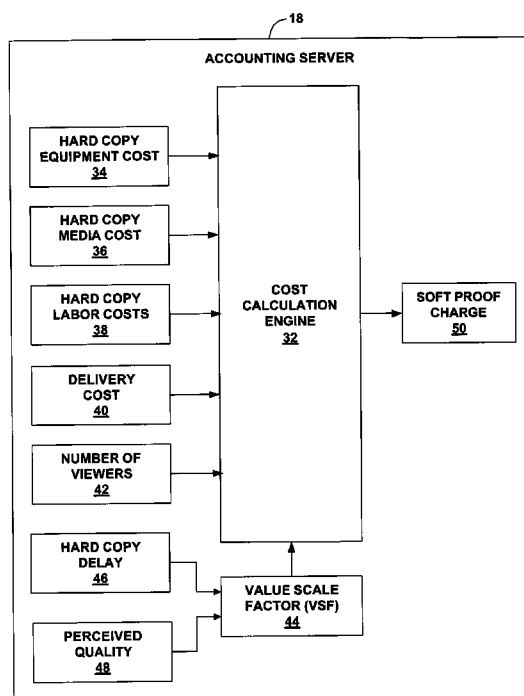 18
ACCOUNTING SERVER
HARD COPY
EQUIPMENT COST
34
HARD COPY
MEDIA COST
36
HARD COPY
LABOR COSTS
38
DELIVERY
COST
40
NUMBER OF
VIEWERS
42
HARD COPY
DELAY
46
PERCEIVED QUALITY
48
COST
CALCULATION
ENGINE
32
VALUE SCALE
FACTOR (VSF)
44
SOFT PROOF
CHARGE
50